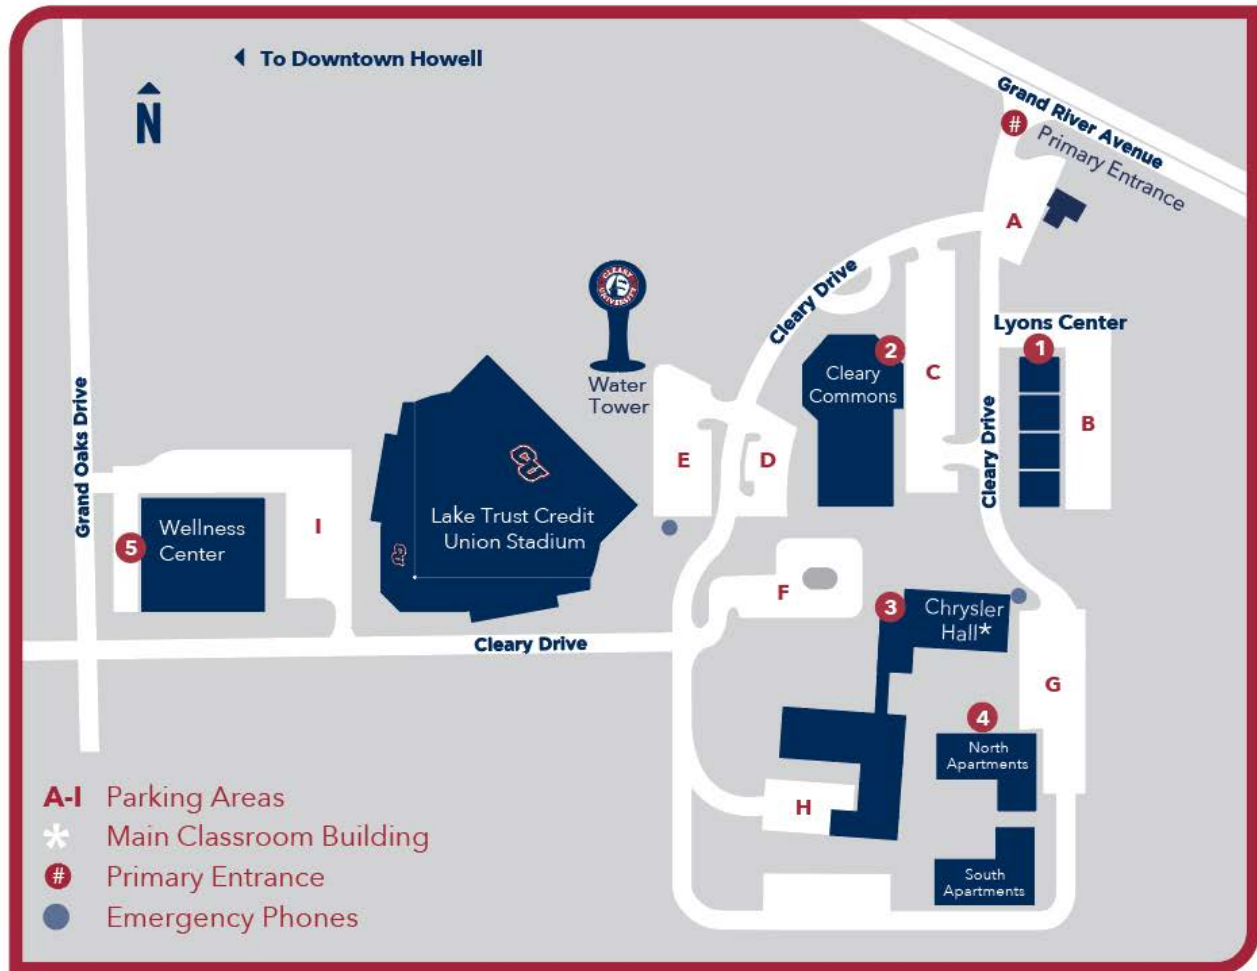 To Downtown Howell
N
Grand River Avenue
#
Primary Entrance
A
Cleary Drive
CLEARY
UNIVERSITY
Water
Tower
Lyons Center
1
2
Cleary
Commons
C
B
Cleary Drive
E
D
Grand Oaks Drive
Lake Trust Credit
Union Stadium
I
Wellness
Center
5
F
3
Chrysler
Hall*
Cleary Drive
G
4
North
Apartments
H
South
Apartments
A-I Parking Areas
* Main Classroom Building
# Primary Entrance
Emergency Phones